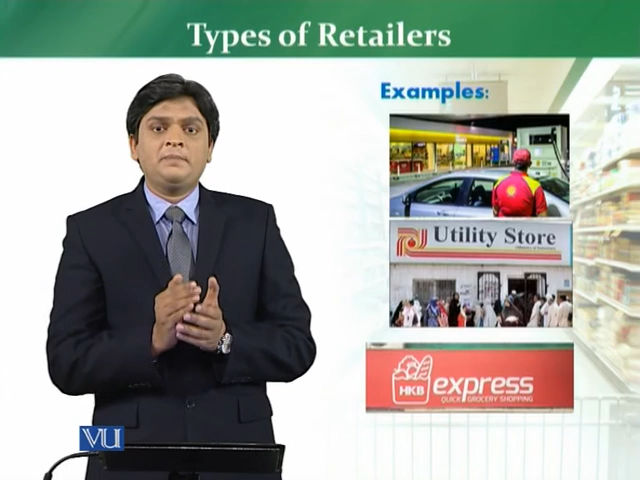 Types of Retailers
Examples:
Utility Store
HKB express
QUICK GROCERY SHOPPING
VU